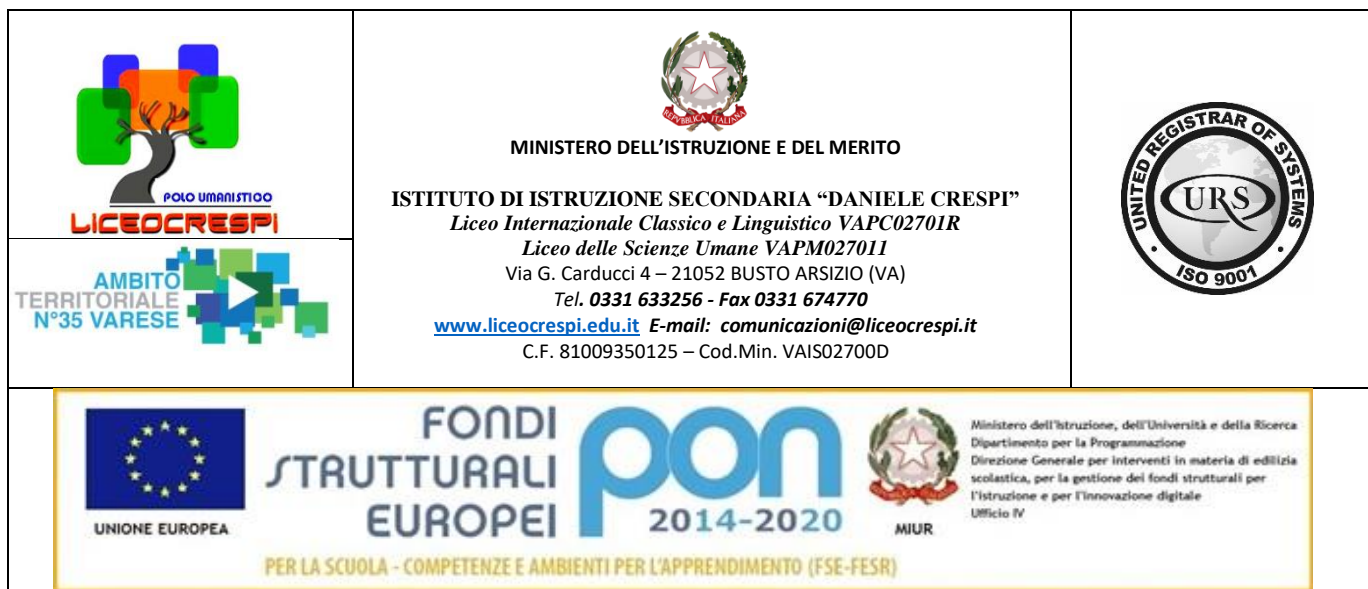 POLO UMANISTICO
LICEOCRESPI
AMBITO
TERRITORIALE
N°35 VARESE
REPVBBLICA ITALIANA
MINISTERO DELL'ISTRUZIONE E DEL MERITO
ISTITUTO DI ISTRUZIONE SECONDARIA “DANIELE CRESPI”
Liceo Internazionale Classico e Linguistico VAPC02701R
Liceo delle Scienze Umane VAPM027011
Via G. Carducci 4 – 21052 BUSTO ARSIZIO (VA)
Tel. 0331 633256 - Fax 0331 674770
www.liceocrespi.edu.it E-mail: comunicazioni@liceocrespi.it
C.F. 81009350125 – Cod.Min. VAIS02700D
UNITED REGISTRAR OF SYSTEMS
URS
ISO 9001
UNIONE EUROPEA
FONDI
STRUTTURALI
EUROPEI
pon
2014-2020
MIUR
Ministero dell'Istruzione, dell'Università e della Ricerca
Dipartimento per la Programmazione
Direzione Generale per interventi in materia di edilizia
scolastica, per la gestione dei fondi strutturali per
l'istruzione e per l'innovazione digitale
Ufficio IV
PER LA SCUOLA - COMPETENZE E AMBIENTI PER L'APPRENDIMENTO (FSE-FESR)